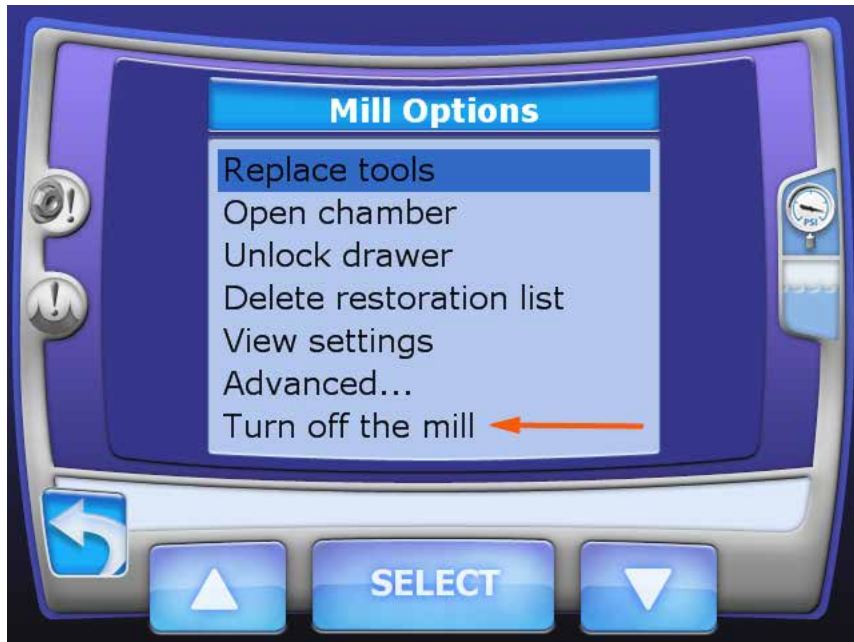 Mill Options
Replace tools
Open chamber
Unlock drawer
Delete restoration list
View settings
Advanced...
Turn off the mill
PSI
SELECT